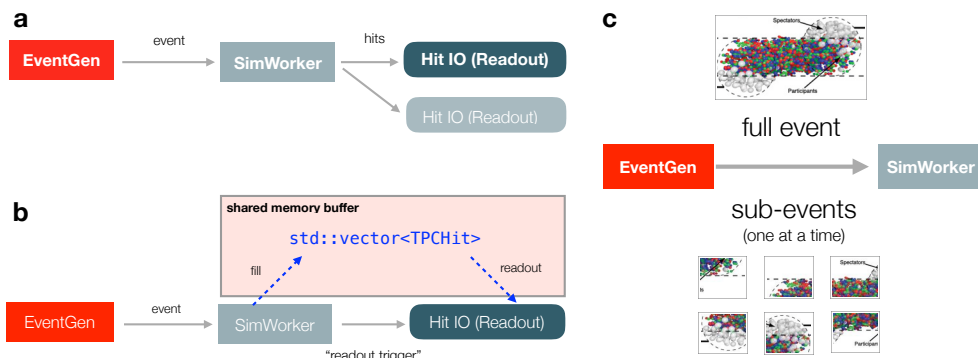 a
event
hits
EventGen
SimWorker
Hit IO (Readout)
Hit IO (Readout)
b
shared memory buffer
std::vector<TPCHit>
fill
readout
EventGen
event
SimWorker
Hit IO (Readout)
"readout trigger"
c
Spectators
Participants
full event
EventGen
SimWorker
sub-events
(one at a time)
Spectators
Participan